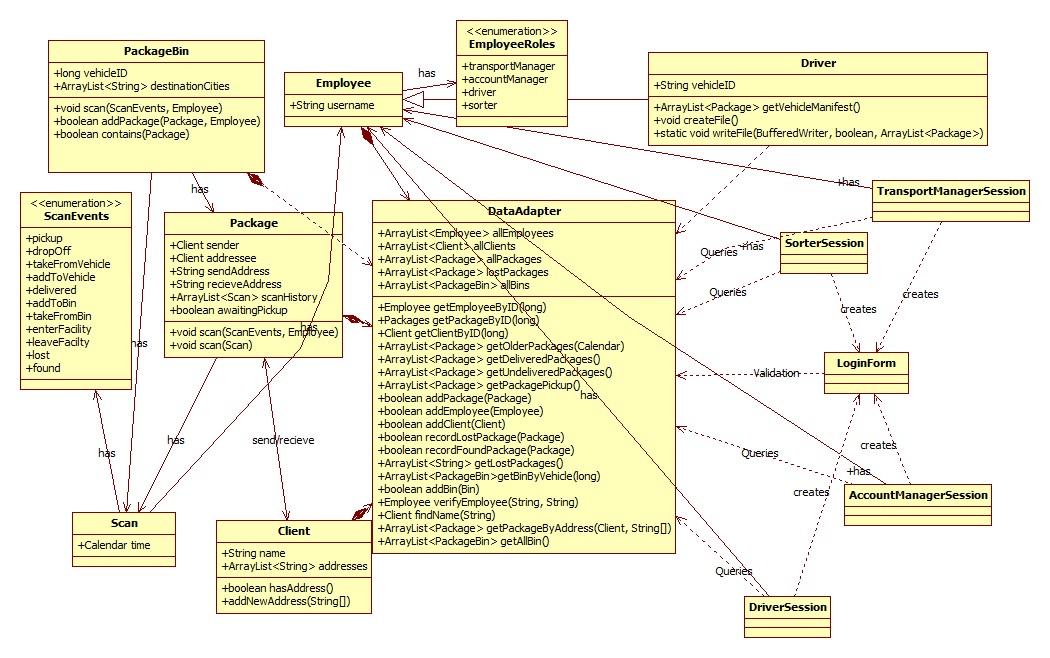 PackageBin
+long vehicleID
+ArrayList<String> destinationCities
+void scan(ScanEvents, Employee)
+boolean addPackage(Package, Employee)
+boolean contains(Package)
Employee
+String username
has
<<enumeration>>
EmployeeRoles
+transportManager
+accountManager
+driver
+sorter
Driver
+String vehicleID
+ArrayList<Package> getVehicleManifest()
+void createFile()
+static void writeFile(BufferedWriter, boolean, ArrayList<Package>)
<<enumeration>>
ScanEvents
+pickup
+dropOff
+takeFromVehicle
+addToVehicle
+delivered
+addToBin
+takeFromBin
+enterFacility
+leaveFacilty
+lost
+found
has
Package
+Client sender
+Client addressee
+String sendAddress
+String recieveAddress
+ArrayList<Scan> scanHistory
+boolean awaitingPickup
+void scan(ScanEvents, Employee)
+void scan(Scan)
DataAdapter
+ArrayList<Employee> allEmployees
+ArrayList<Client> allClients
+ArrayList<Package> allPackages
+ArrayList<Package> lostPackages
+ArrayList<PackageBin> allBins
+Employee getEmployeeByID(long)
+Packages getPackageByID(long)
+Client getClientByID(long)
+ArrayList<Package> getOlderPackages(Calendar)
+ArrayList<Package> getDeliveredPackages()
+ArrayList<Package> getUndeliveredPackages()
+ArrayList<Package> getPackagePickup()
+boolean addPackage(Package)
+boolean addEmployee(Employee)
+boolean addClient(Client)
+boolean recordLostPackage(Package)
+boolean recordFoundPackage(Package)
+ArrayList<String> getLostPackages()
+ArrayList<PackageBin>getBinByVehicle(long)
+boolean addBin(Bin)
+Employee verifyEmployee(String, String)
+Client findName(String)
+ArrayList<Package> getPackageByAddress(Client, String[])
+ArrayList<PackageBin> getAllBin()
+has
TransportManagerSession
Queries
+has
SorterSession
Queries
creates
creates
has
has
has
LoginForm
Validation
has
has
send/recieve
Queries
creates
+has
creates
AccountManagerSession
Scan
+Calendar time
Client
+String name
+ArrayList<String> addresses
+boolean hasAddress()
+addNewAddress(String[])
Queries
DriverSession